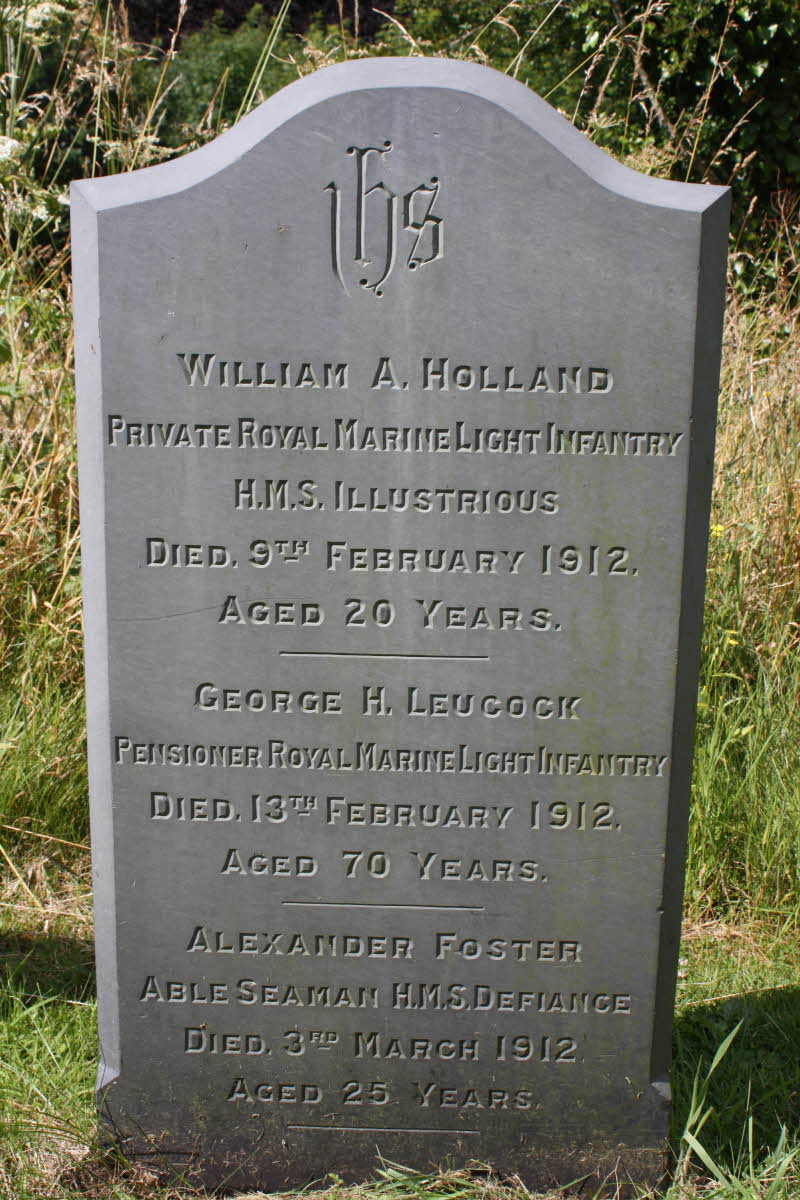 IHS
WILLIAM A. HOLLAND
PRIVATE ROYAL MARINE LIGHT INFANTRY
H.M.S. ILLUSTRIOUS
DIED. 9TH FEBRUARY 1912.
AGED 20 YEARS.
GEORGE H. LEUCOCK
PENSIONER ROYAL MARINE LIGHT INFANTRY
DIED. 13TH FEBRUARY 1912.
AGED 70 YEARS.
ALEXANDER FOSTER
ABLE SEAMAN H.M.S. DEFIANCE
DIED. 3RD MARCH 1912.
AGED 25 YEARS.